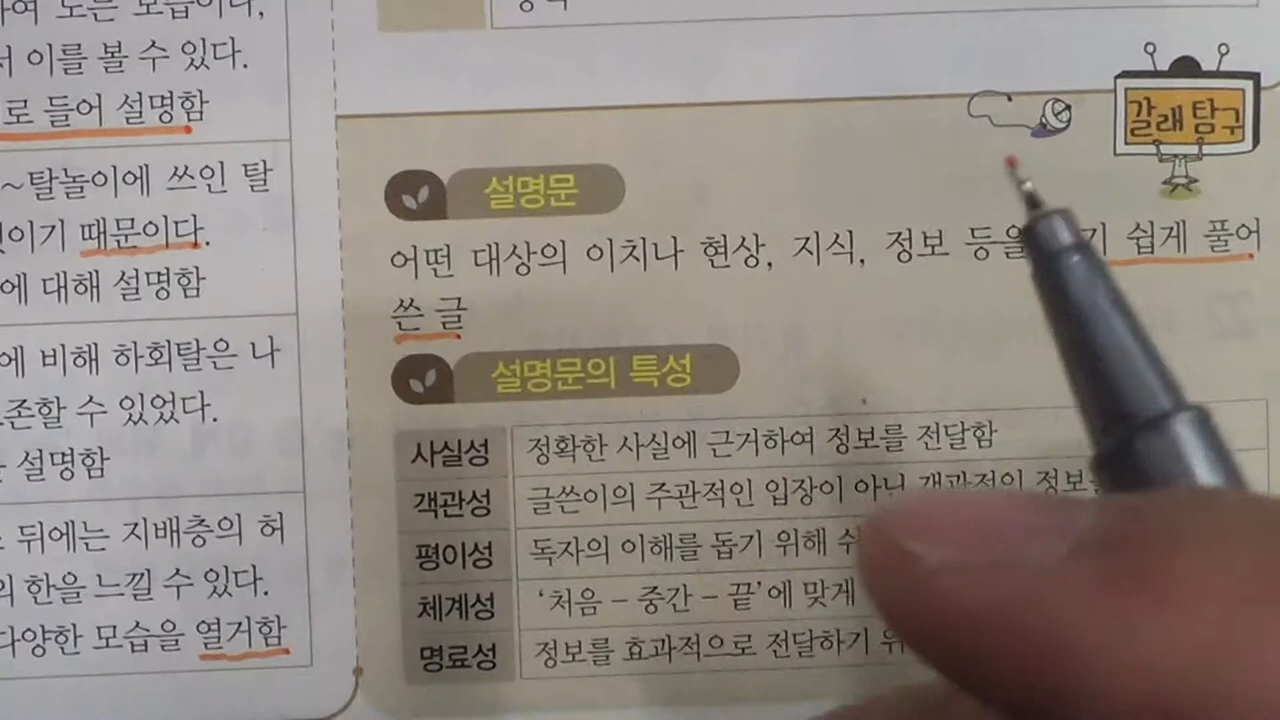 이를 볼 수 있다.
로 들어 설명함
~탈놀이에 쓰인 탈
이기 때문이다.
에 대해 설명함
에 비해 하회탈은 나
존할 수 있었다.
설명함
뒤에는 지배층의 허
한을 느낄 수 있다.
다양한 모습을 열거함
갈래 탐구
설명문
어떤 대상의 이치나 현상, 지식, 정보 등을 쉽게 풀어
쓴 글
설명문의 특성
사실성 정확한 사실에 근거하여 정보를 전달함
객관성 글쓴이의 주관적인 입장이 아닌 객관적인 정보를
평이성 독자의 이해를 돕기 위해
체계성 ‘처음 – 중간 – 끝’에 맞게
명료성 정보를 효과적으로 전달하기